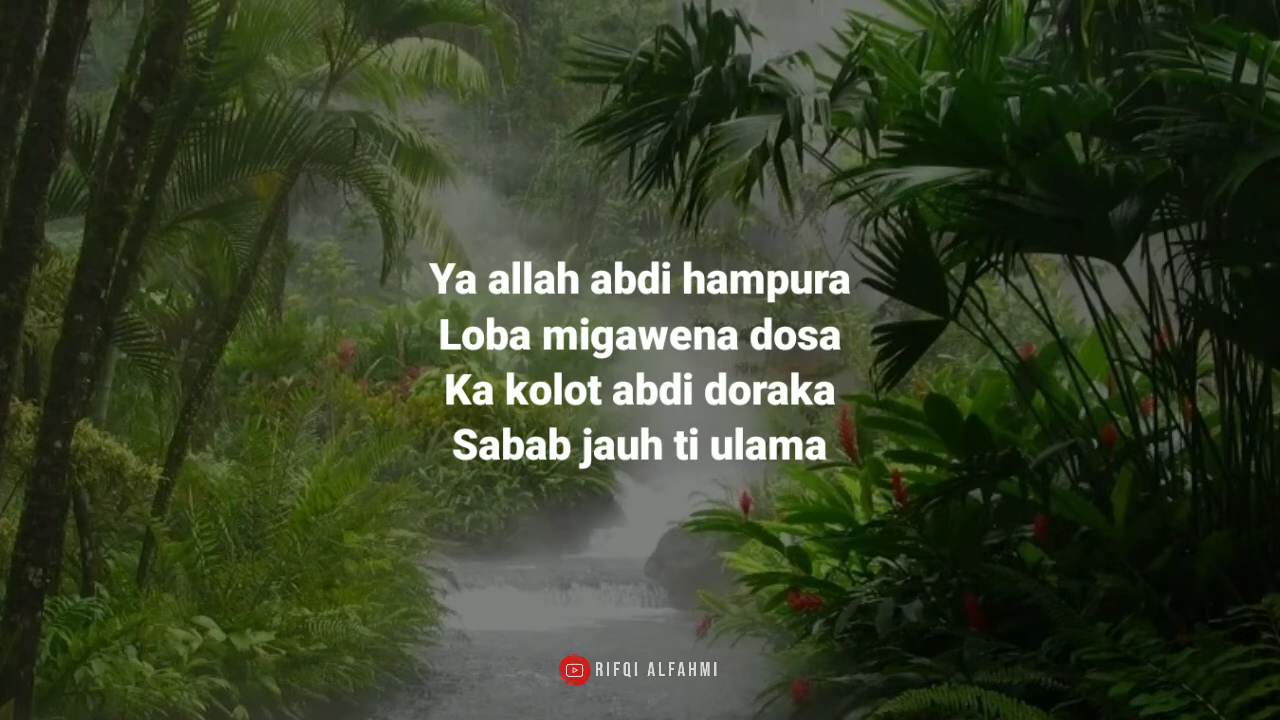 Ya allah abdi hampura
Loba migawena dosa
Ka kolot abdi doraka
Sabab jauh ti ulama
RIFQI ALFAHMI